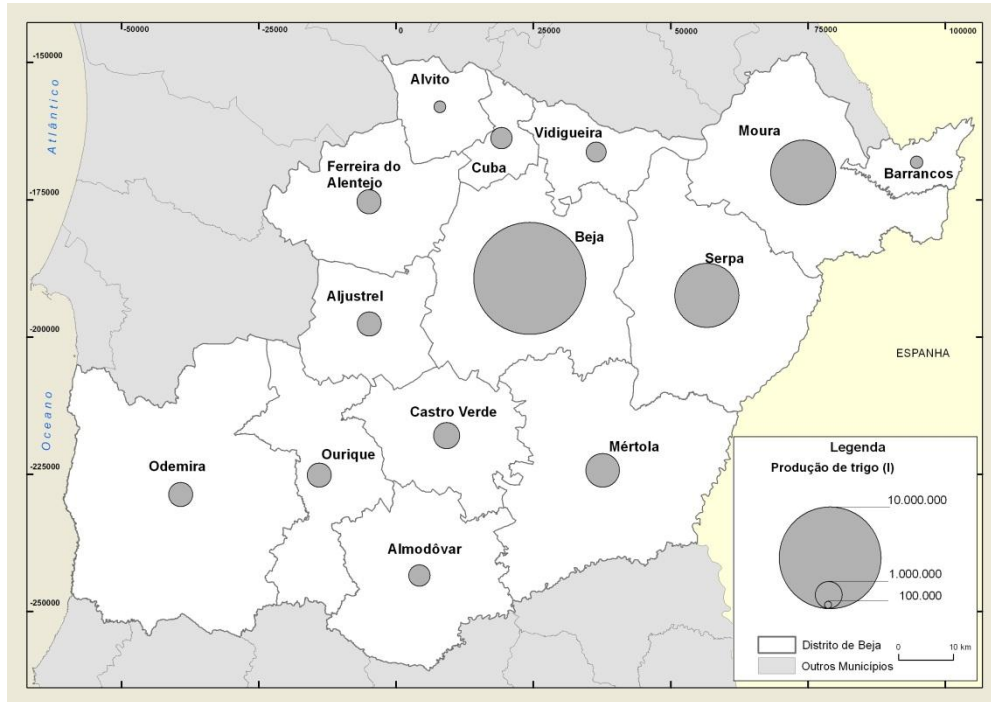 -50000
0
25000
50000
75000
100000
-150000
-175000
-200000
-225000
-250000
Atlântico
Oceano
Alvito
Cuba
Vidigueira
Moura
Barrancos
Ferreira do
Alentejo
Beja
Serpa
Aljustrel
ESPANHA
Castro Verde
Ourique
Odemira
Mértola
Almodôvar
Legenda
Produção de trigo (l)
10.000.000
1.000.000
100.000
Distrito de Beja
Outros Municípios
0 10 km